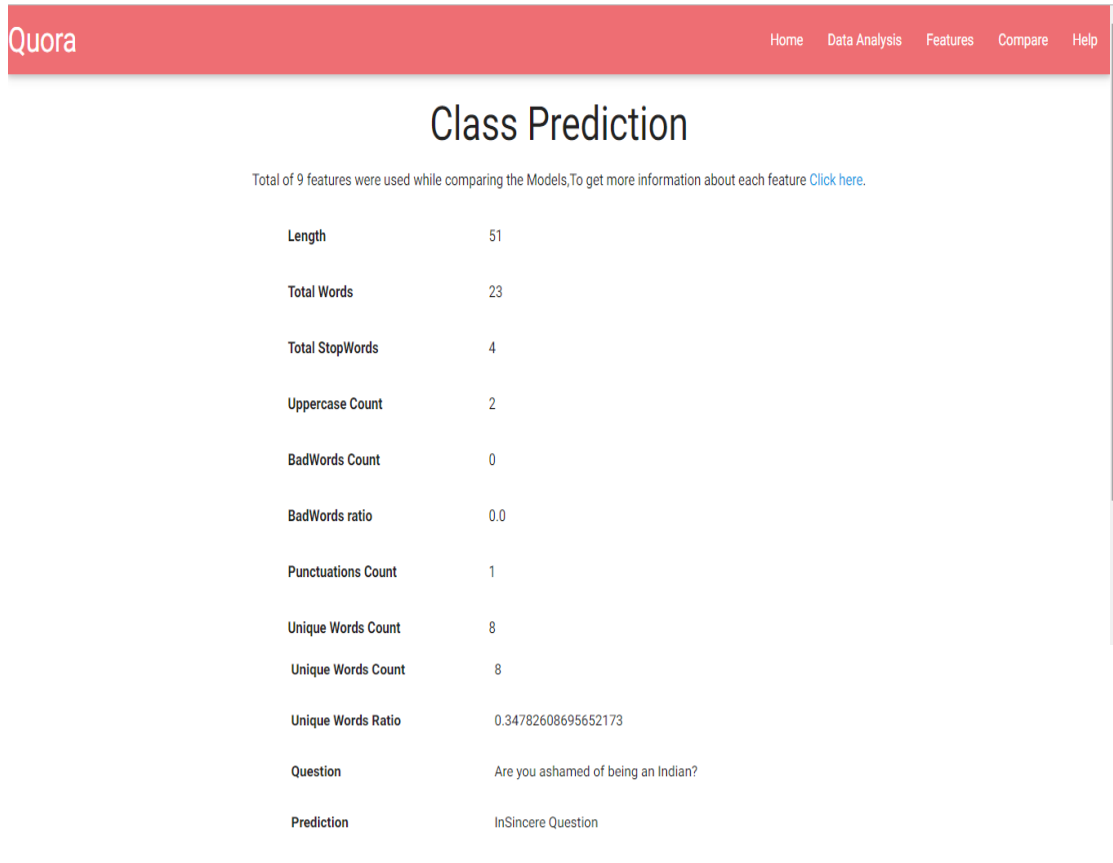 Quora Home Data Analysis Features Compare Help
Class Prediction
Total of 9 features were used while comparing the Models,To get more information about each feature Click here.
Length 51
Total Words 23
Total StopWords 4
Uppercase Count 2
BadWords Count 0
BadWords ratio 0.0
Punctuations Count 1
Unique Words Count 8
Unique Words Count 8
Unique Words Ratio 0.34782608695652173
Question Are you ashamed of being an Indian?
Prediction InSincere Question